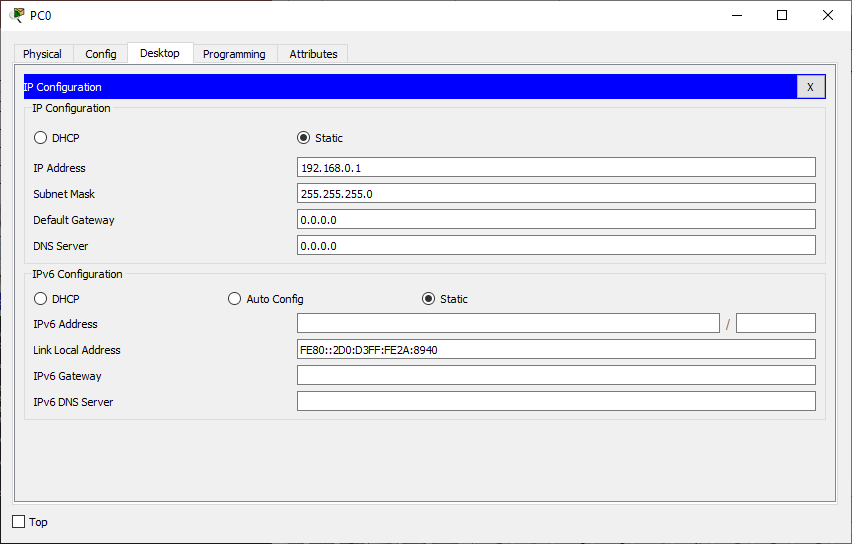 PC0
Physical Config Desktop Programming Attributes
IP Configuration X
IP Configuration
DHCP Static
IP Address 192.168.0.1
Subnet Mask 255.255.255.0
Default Gateway 0.0.0.0
DNS Server 0.0.0.0
IPv6 Configuration
DHCP Auto Config Static
IPv6 Address /
Link Local Address FE80::2D0:D3FF:FE2A:8940
IPv6 Gateway
IPv6 DNS Server
Top